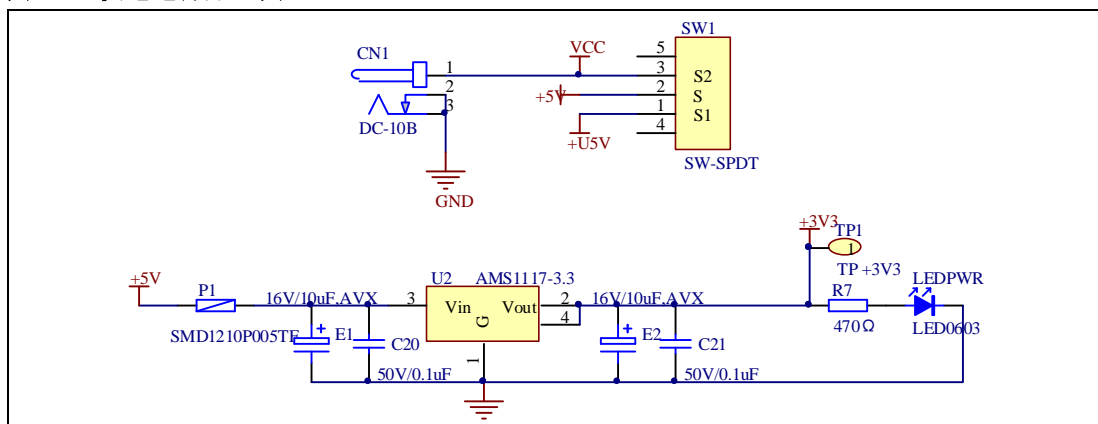 SW1
VCC
CN1
5
1
3
S2
2
+5V
2
S
3
1
S1
DC-10B
4
+U5V
SW-SPDT
GND
+3V3
TP1
1
+5V
P1
U2
AMS1117-3.3
TP +3V3
LEDPWR
16V/10uF,AVX
3
Vin
Vout
2
16V/10uF,AVX
R7
4
G
SMD1210P005TF
E1
C20
E2
C21
470Ω
LED0603
1
50V/0.1uF
50V/0.1uF